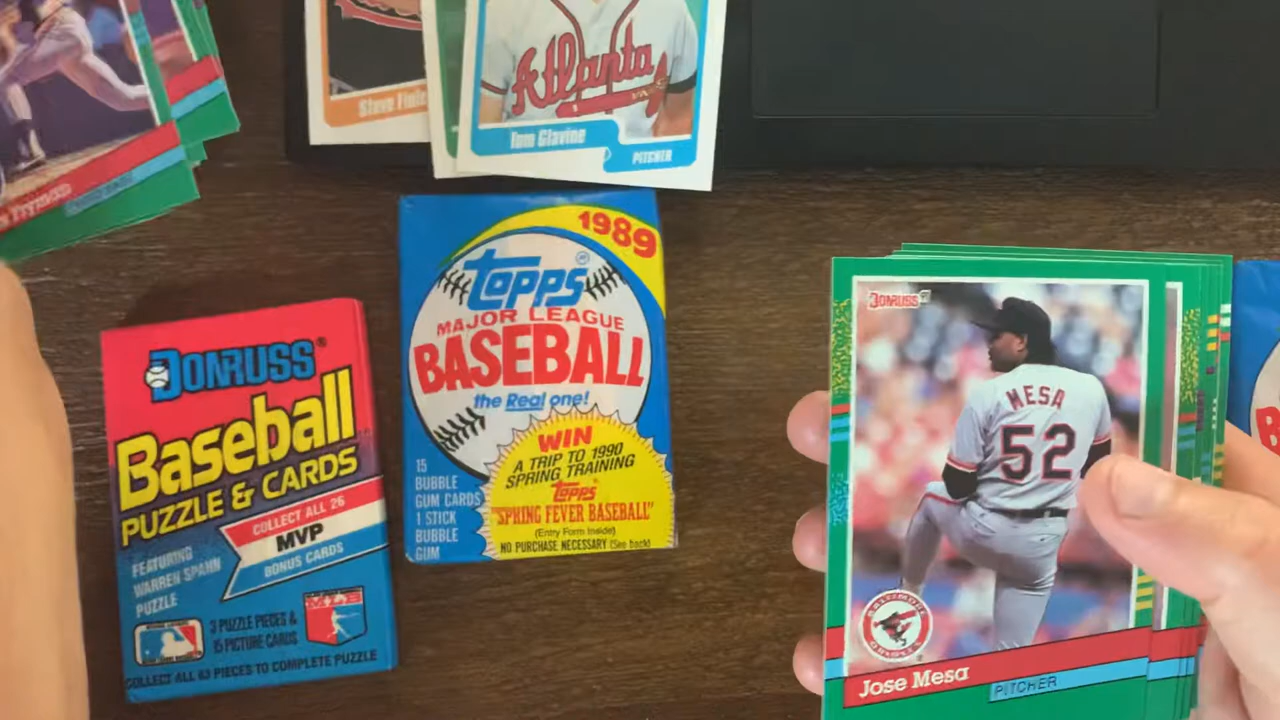 Steve Finle
Atlanta
Tom Glavine
PITCHER
DONRUSS®
Baseball
PUZZLE & CARDS
COLLECT ALL 26
MVP
BONUS CARDS
FEATURING
WARREN SPAHN
PUZZLE
3 PUZZLE PIECES &
15 PICTURE CARDS
COLLECT ALL 63 PIECES TO COMPLETE PUZZLE
1989
TOPPS®
MAJOR LEAGUE
BASEBALL
the Real one!
WIN
A TRIP TO 1990
SPRING TRAINING
TOPPS
"SPRING FEVER BASEBALL"
(Entry Form Inside)
NO PURCHASE NECESSARY (See back)
15
BUBBLE
GUM CARDS
1 STICK
BUBBLE
GUM
DONRUSS
MESA
52
BALTIMORE
ORIOLES
Jose Mesa
PITCHER
B